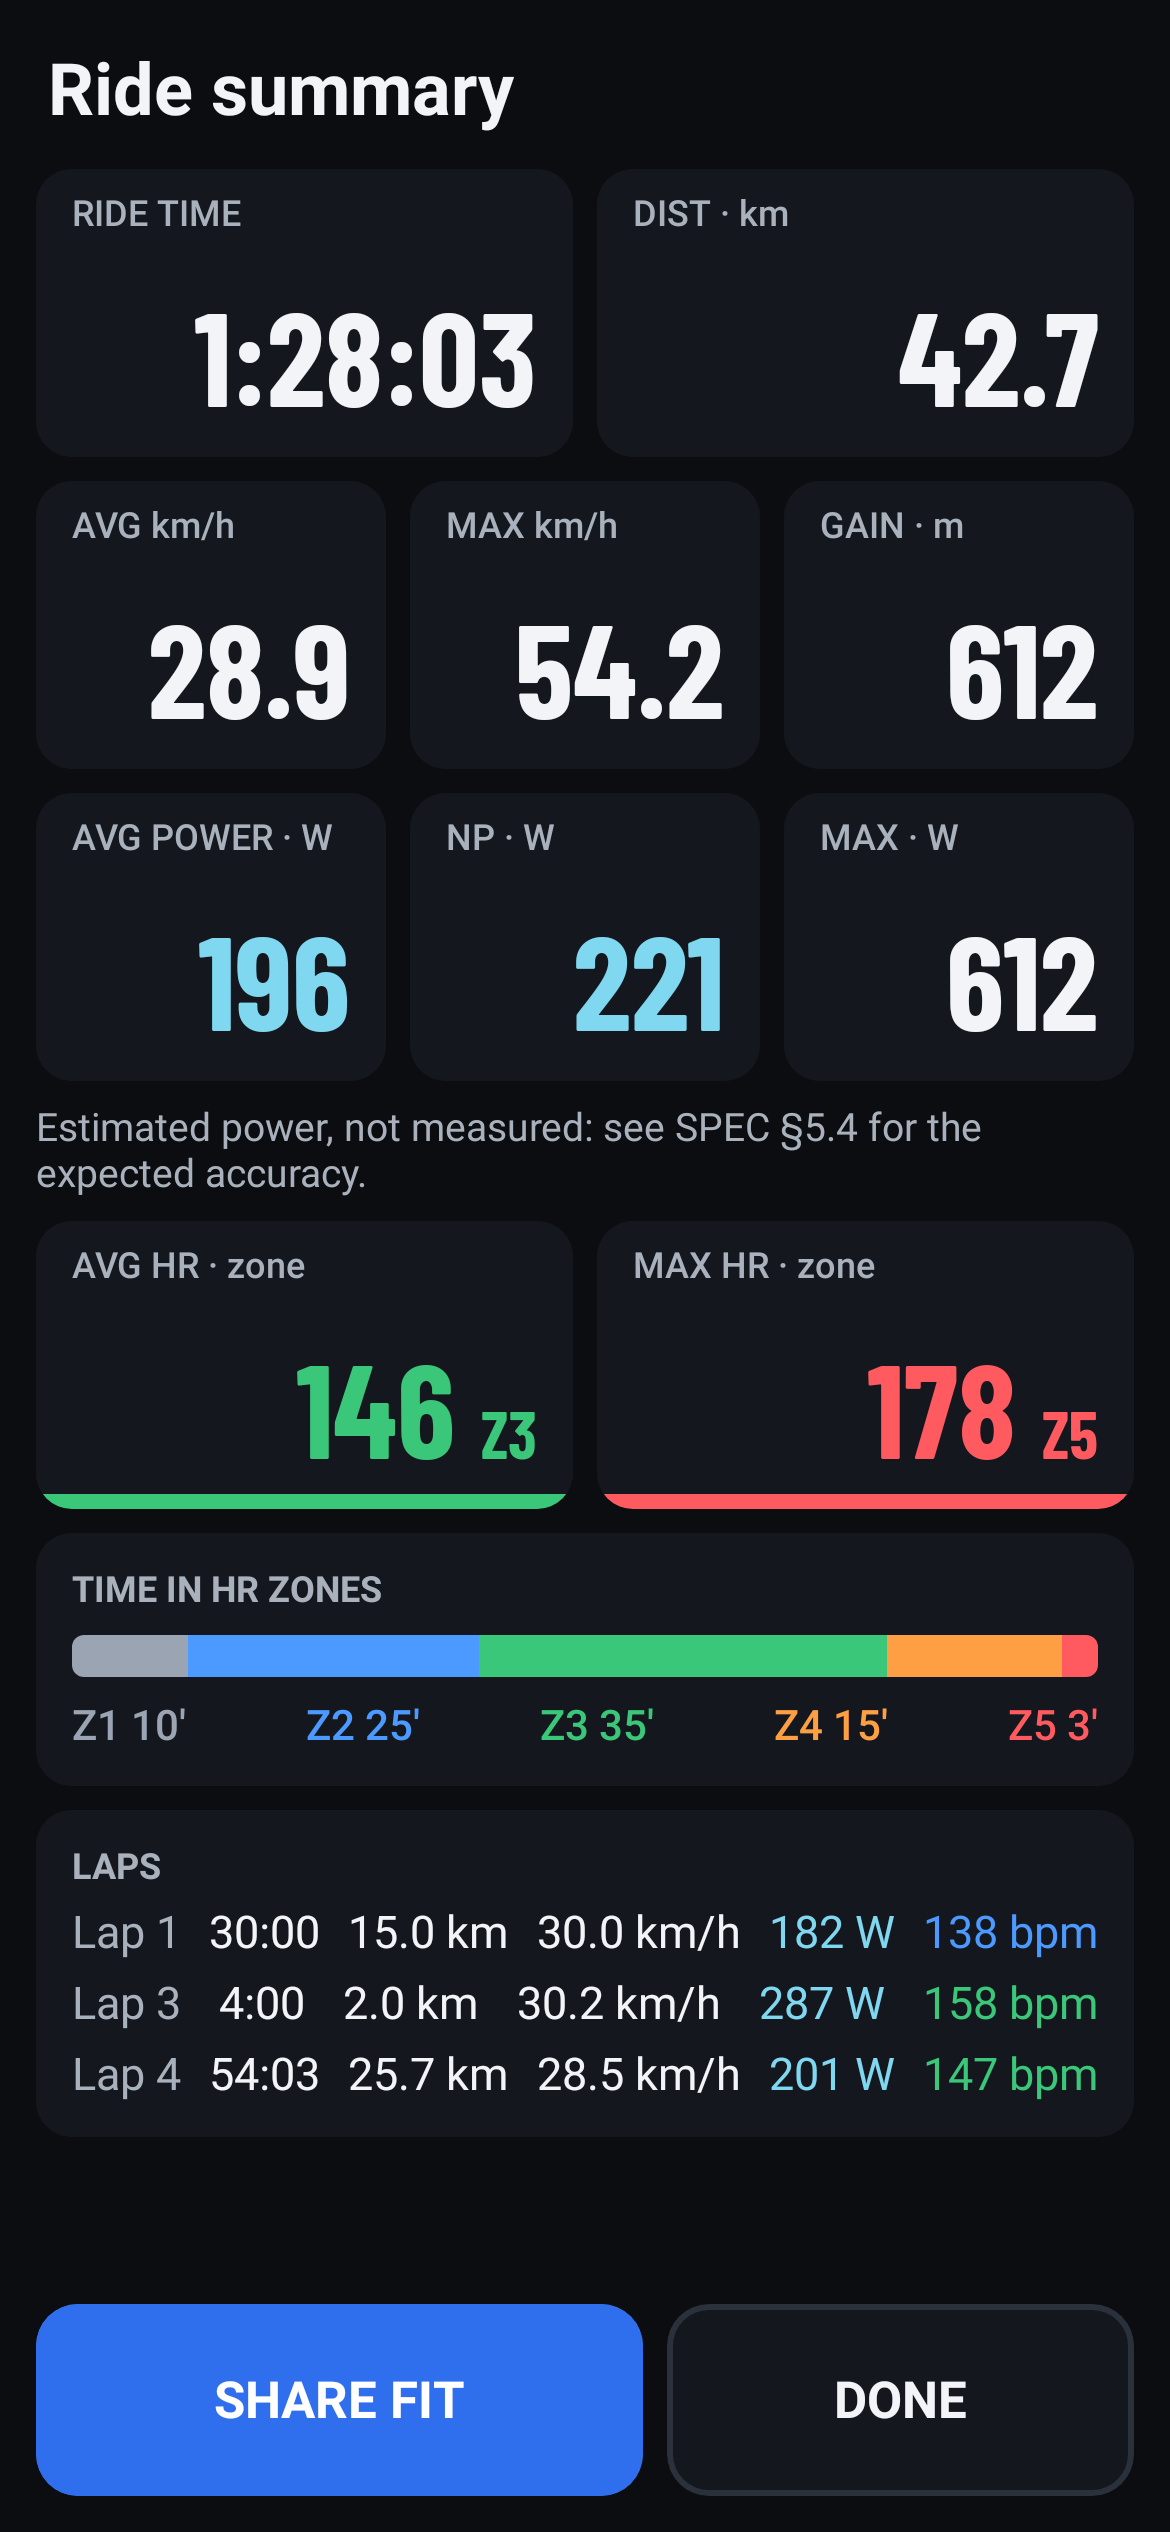 Ride summary
RIDE TIME
1:28:03
DIST · km
42.7
AVG km/h
28.9
MAX km/h
54.2
GAIN · m
612
AVG POWER · W
196
NP · W
221
MAX · W
612
Estimated power, not measured: see SPEC §5.4 for the
expected accuracy.
AVG HR · zone
146 Z3
MAX HR · zone
178 Z5
TIME IN HR ZONES
Z1 10' Z2 25' Z3 35' Z4 15' Z5 3'
LAPS
Lap 1 30:00 15.0 km 30.0 km/h 182 W 138 bpm
Lap 3 4:00 2.0 km 30.2 km/h 287 W 158 bpm
Lap 4 54:03 25.7 km 28.5 km/h 201 W 147 bpm
SHARE FIT
DONE